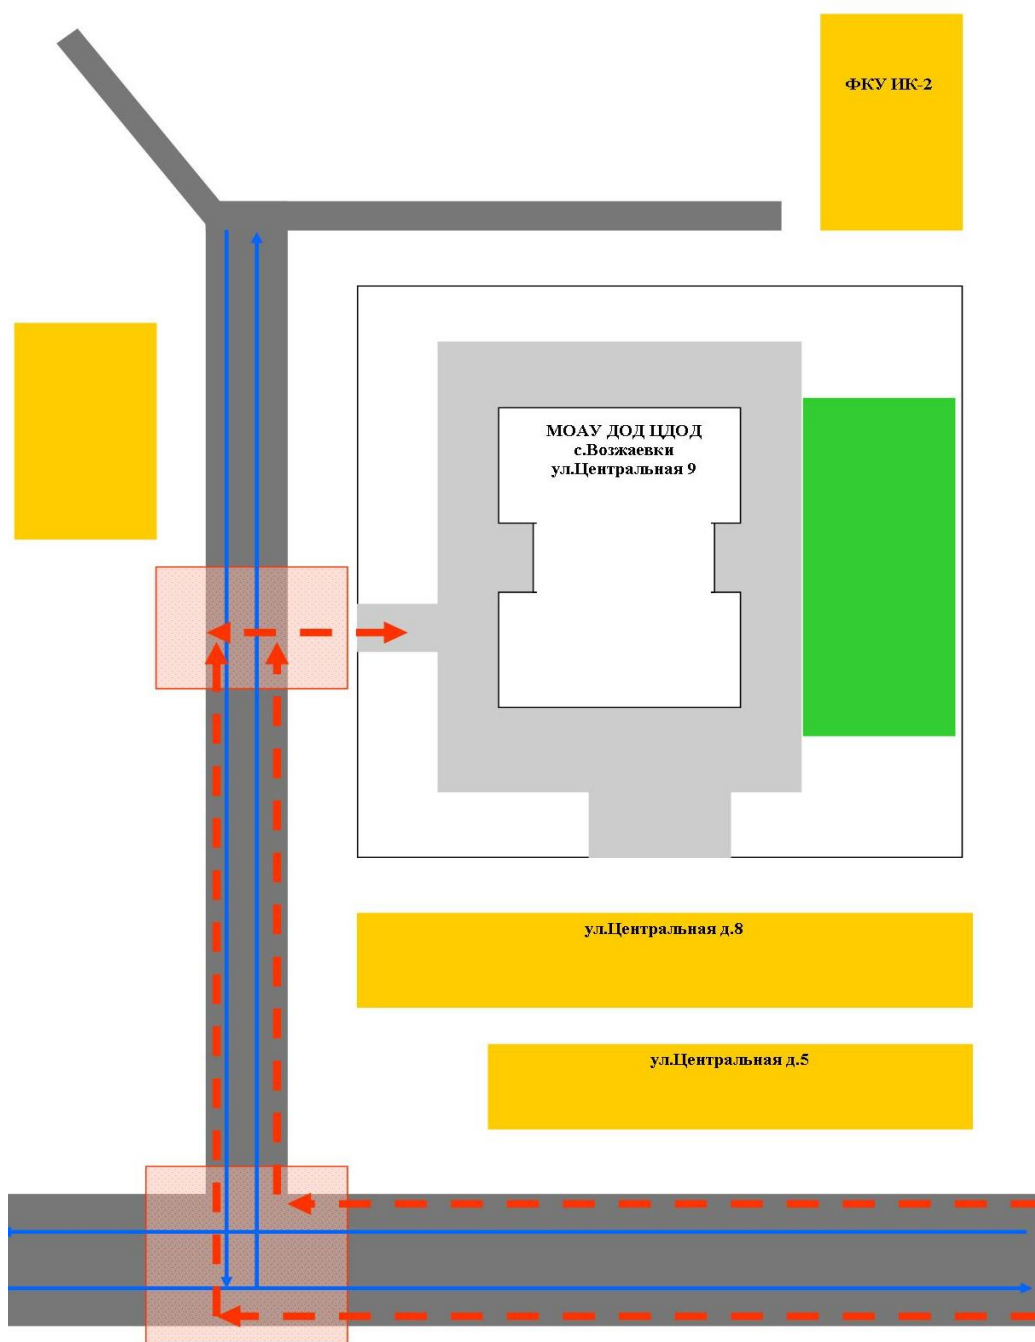 ФКУ ИК-2
МОАУ ДОД ЦДОД
с.Возжаевки
ул.Центральная 9
ул.Центральная д.8
ул.Центральная д.5